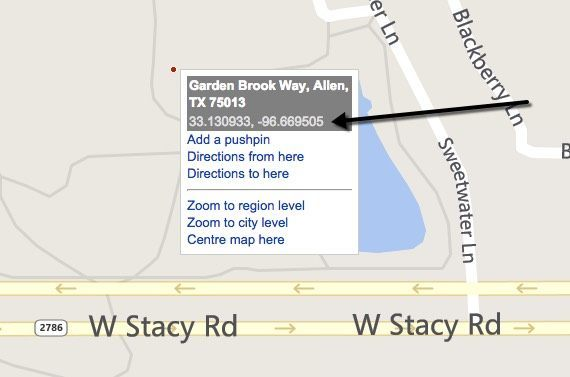 er Ln
Blackberry Ln
Garden Brook Way, Allen,
TX 75013
33.130933, -96.669505
Add a pushpin
Directions from here
Directions to here
Sweetwater Ln
B
Zoom to region level
Zoom to city level
Centre map here
2786
W Stacy Rd
W Stacy Rd